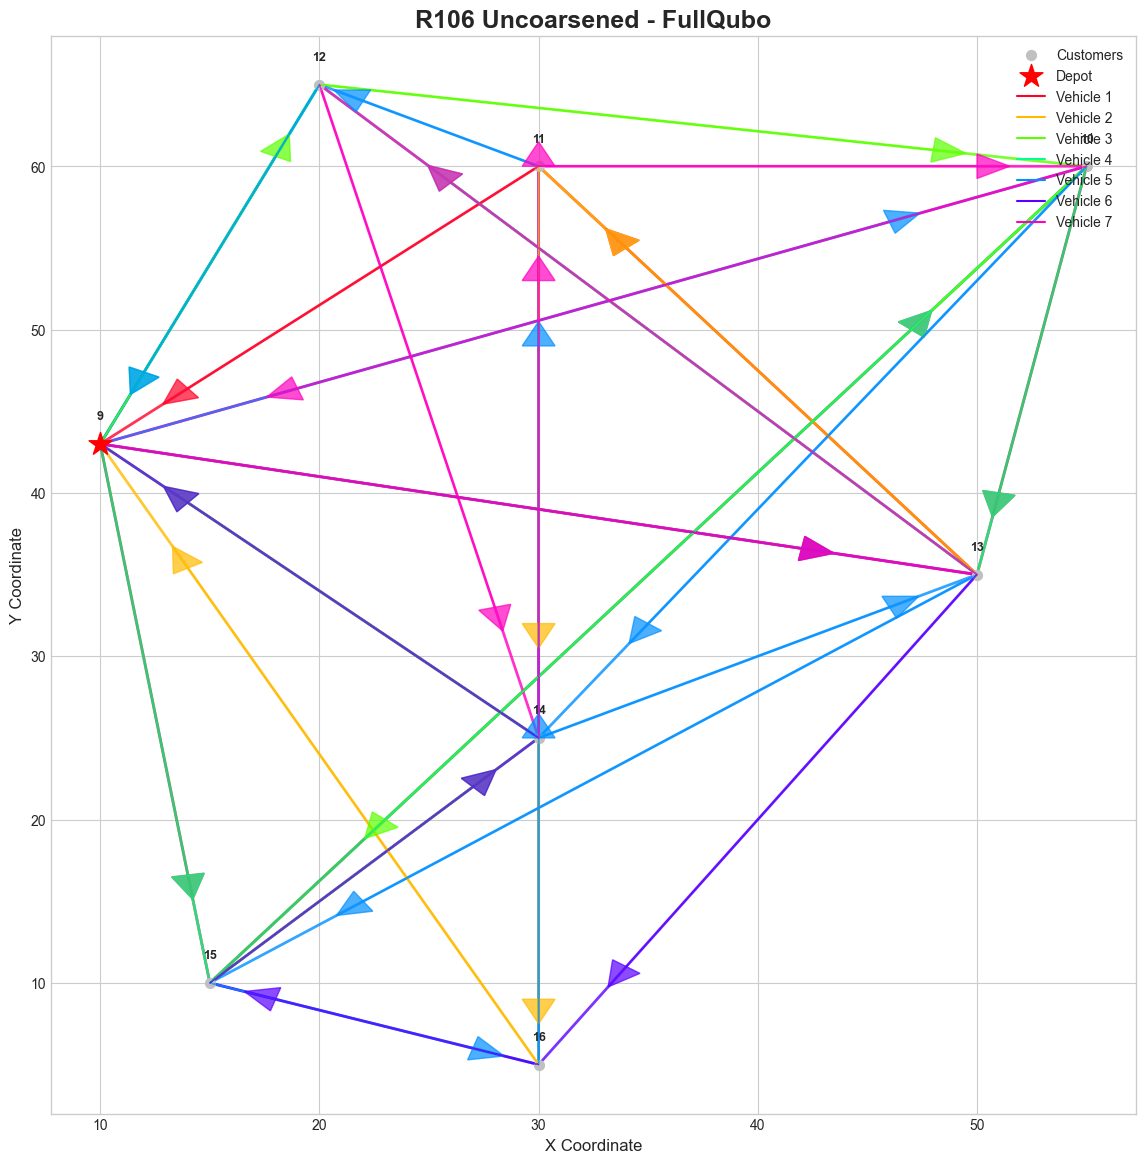 R106 Uncoarsened - FullQubo
12
Customers
Depot
Vehicle 1
Vehicle 2
Vehicle 3
Vehicle 4
Vehicle 5
Vehicle 6
Vehicle 7
11
10
9
13
14
15
16
60
50
40
30
20
10
Y Coordinate
10
20
30
40
50
X Coordinate